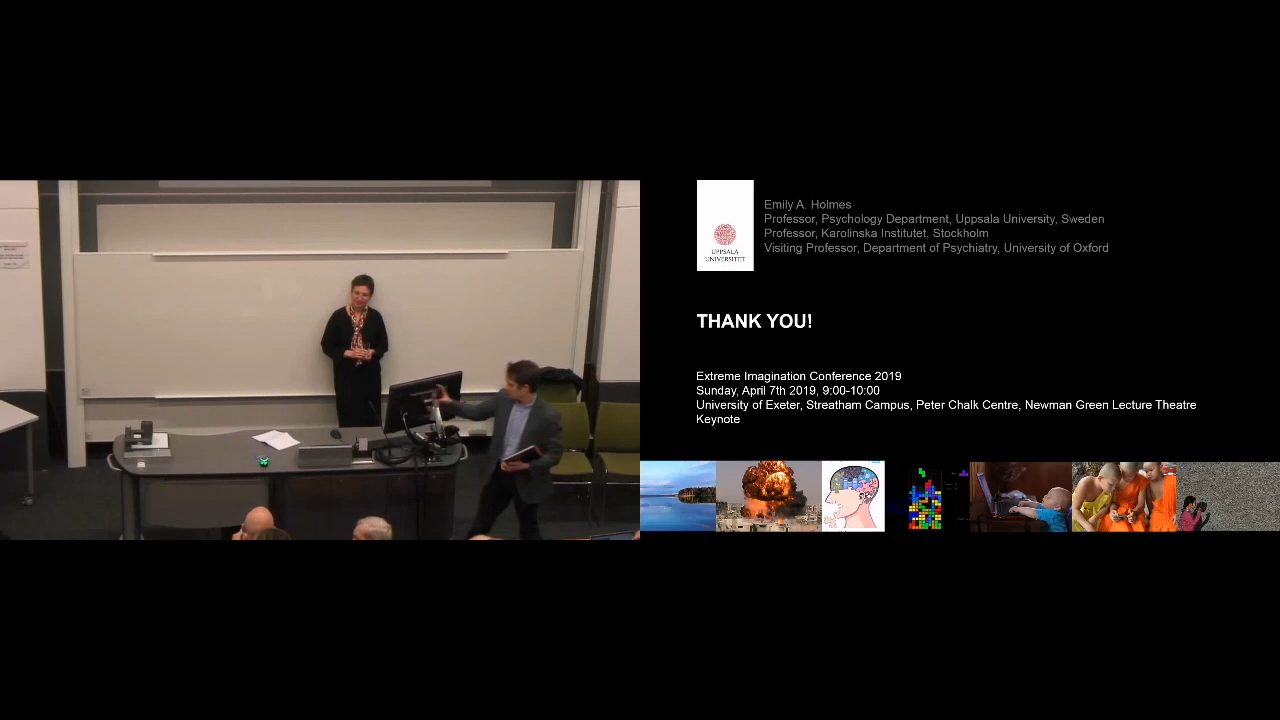 UPPSALA
UNIVERSITET
Emily A. Holmes
Professor, Psychology Department, Uppsala University, Sweden
Professor, Karolinska Institutet, Stockholm
Visiting Professor, Department of Psychiatry, University of Oxford
THANK YOU!
Extreme Imagination Conference 2019
Sunday, April 7th 2019, 9:00-10:00
University of Exeter, Streatham Campus, Peter Chalk Centre, Newman Green Lecture Theatre
Keynote